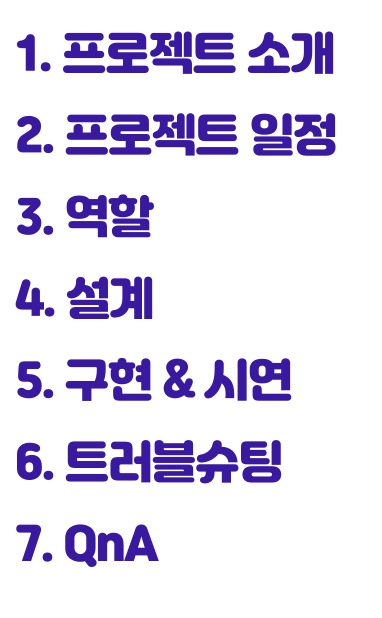 1. 프로젝트 소개
2. 프로젝트 일정
3. 역할
4. 설계
5. 구현 & 시연
6. 트러블슈팅
7. QnA